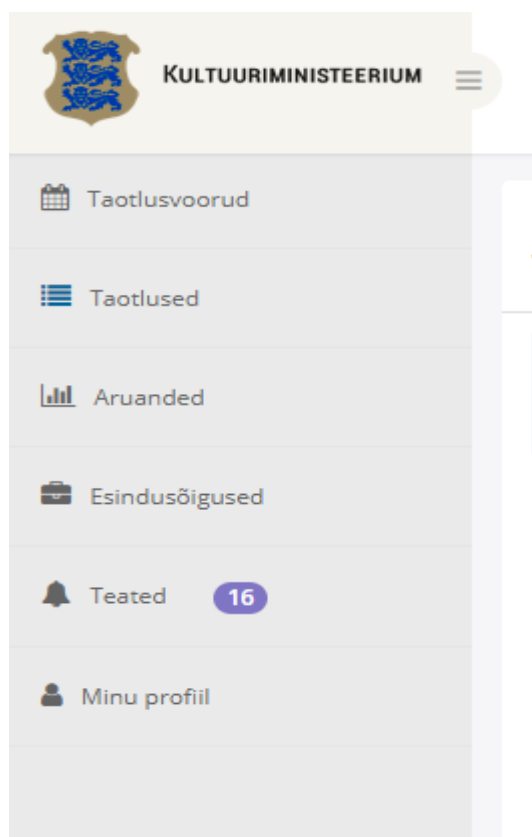 KULTUURIMINISTEERIUM
Taotlusvoorud
Taotlused
Aruanded
Esindusõigused
Teated 16
Minu profiil